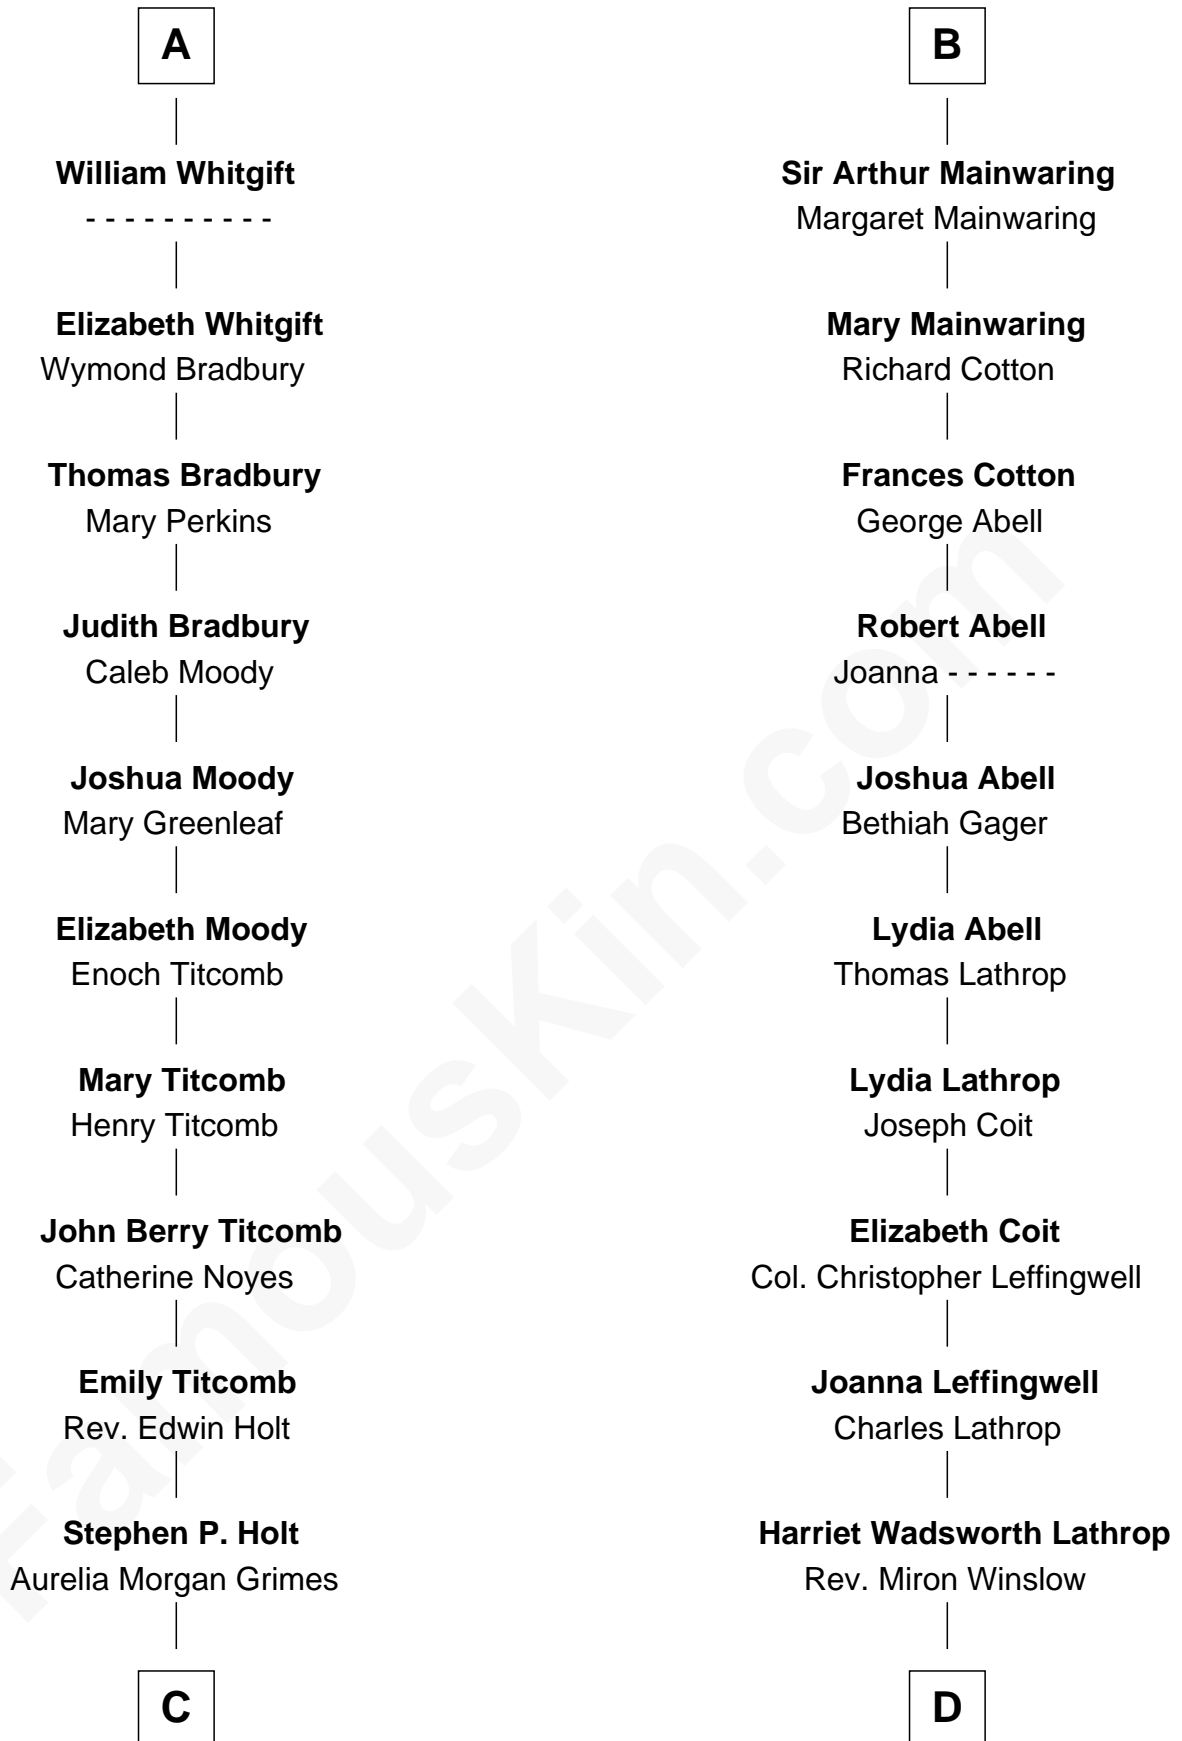 A
William Whitgift
- - - - - - - - - -
Elizabeth Whitgift
Wymond Bradbury
Thomas Bradbury
Mary Perkins
Judith Bradbury
Caleb Moody
Joshua Moody
Mary Greenleaf
Elizabeth Moody
Enoch Titcomb
Mary Titcomb
Henry Titcomb
John Berry Titcomb
Catherine Noyes
Emily Titcomb
Rev. Edwin Holt
Stephen P. Holt
Aurelia Morgan Grimes
C
B
Sir Arthur Mainwaring
Margaret Mainwaring
Mary Mainwaring
Richard Cotton
Frances Cotton
George Abell
Robert Abell
Joanna - - - - - -
Joshua Abell
Bethiah Gager
Lydia Abell
Thomas Lathrop
Lydia Lathrop
Joseph Coit
Elizabeth Coit
Col. Christopher Leffingwell
Joanna Leffingwell
Charles Lathrop
Harriet Wadsworth Lathrop
Rev. Miron Winslow
D
FamousKin.com